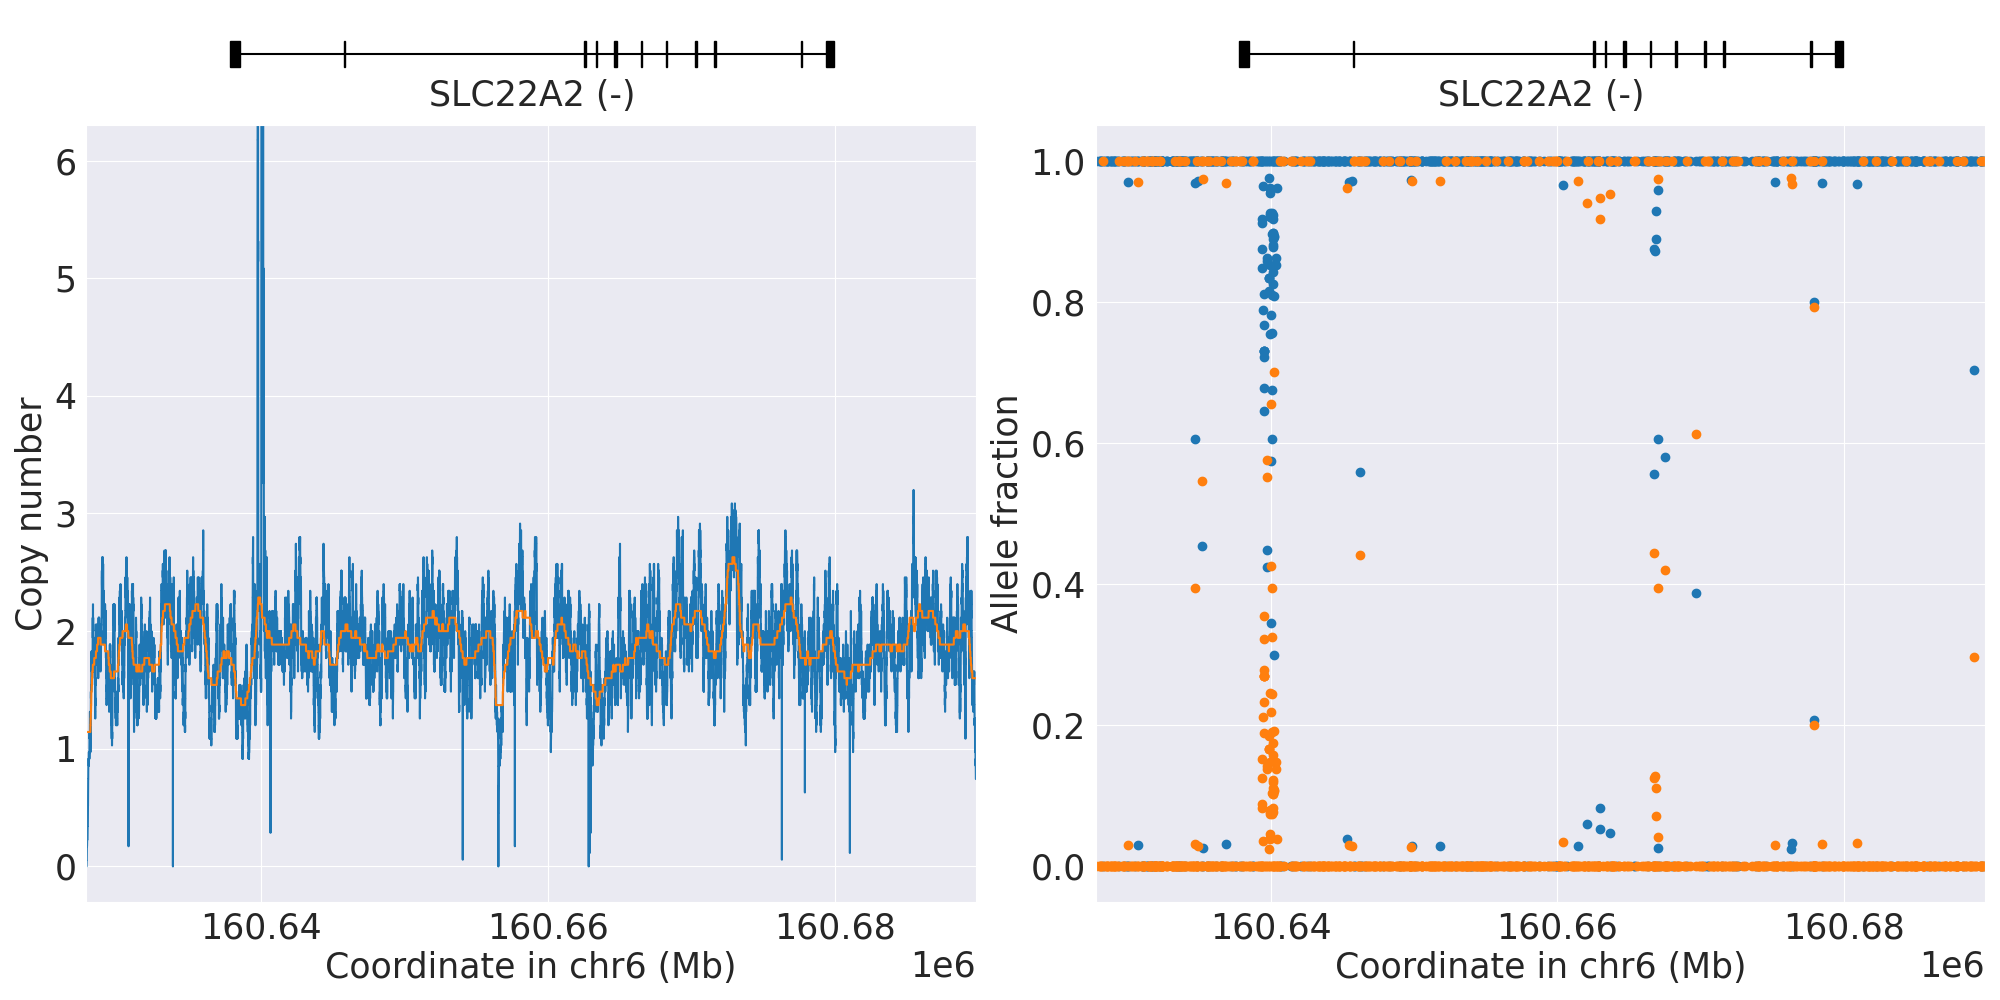 SLC22A2 (-)
6
5
4
3
2
1
0
Copy number
160.64
160.66
160.68
Coordinate in chr6 (Mb)
1e6
SLC22A2 (-)
1.0
0.8
0.6
0.4
0.2
0.0
Allele fraction
160.64
160.66
160.68
Coordinate in chr6 (Mb)
1e6